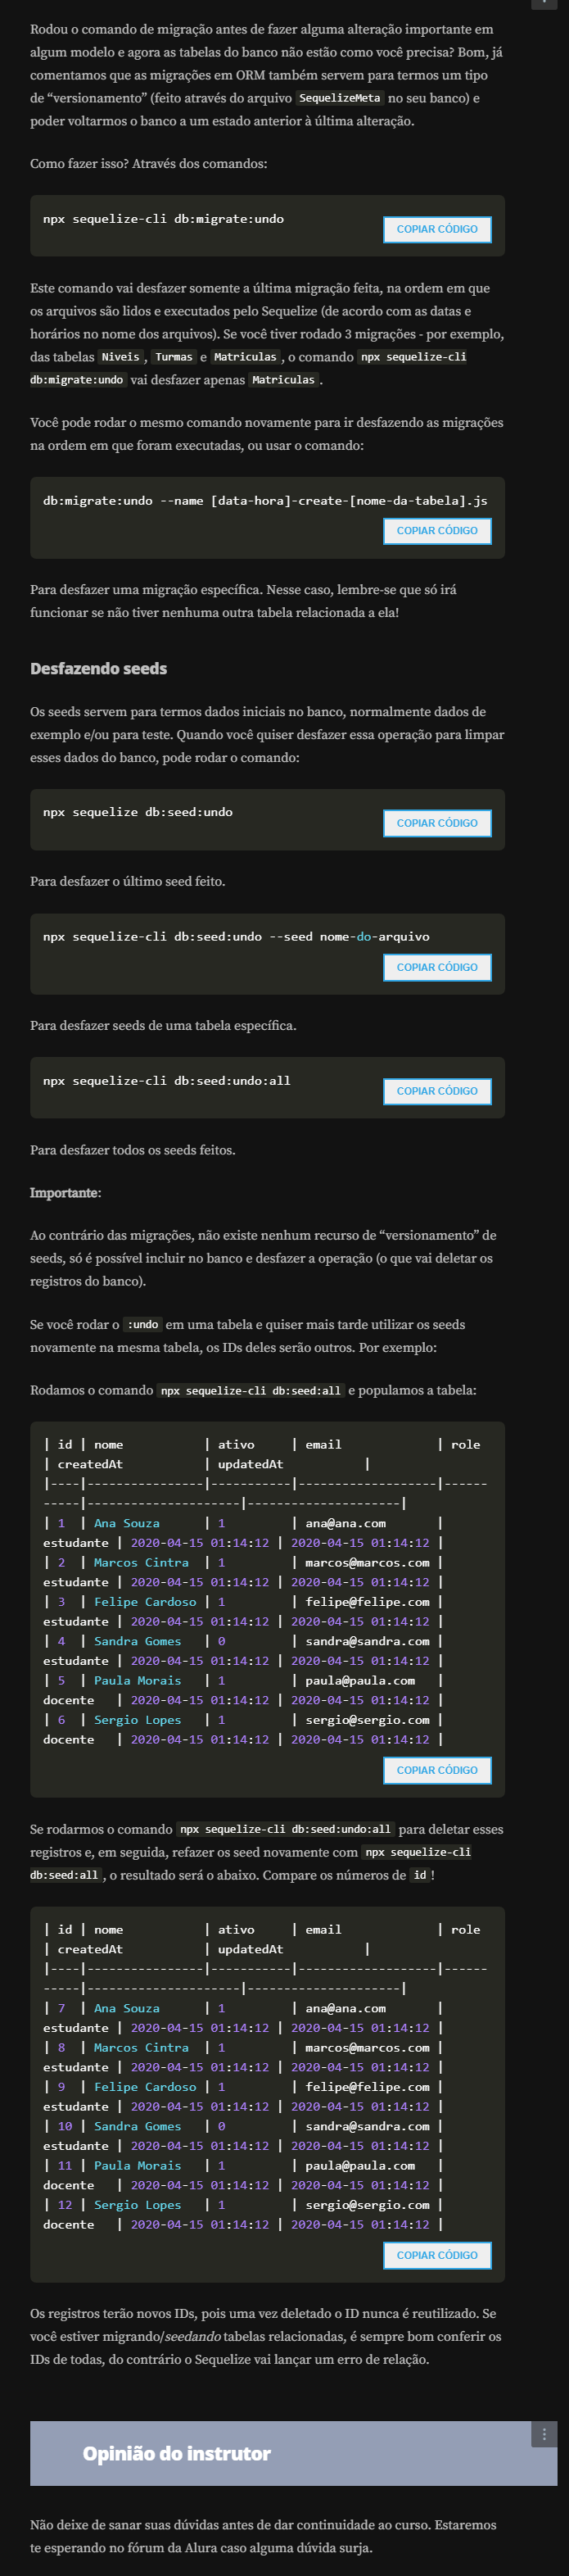 Rodou o comando de migração antes de fazer alguma alteração importante em
algum modelo e agora as tabelas do banco não estão como você precisa? Bom, já
comentamos que as migrações em ORM também servem para termos um tipo
de “versionamento” (feito através do arquivo SequelizeMeta no seu banco) e
poder voltarmos o banco a um estado anterior à última alteração.
Como fazer isso? Através dos comandos:
npx sequelize-cli db:migrate:undo
COPIAR CÓDIGO
Este comando vai desfazer somente a última migração feita, na ordem em que
os arquivos são lidos e executados pelo Sequelize (de acordo com as datas e
horários no nome dos arquivos). Se você tiver rodado 3 migrações - por exemplo,
das tabelas Niveis, Turmas e Matriculas, o comando npx sequelize-cli
db:migrate:undo vai desfazer apenas Matriculas.
Você pode rodar o mesmo comando novamente para ir desfazendo as migrações
na ordem em que foram executadas, ou usar o comando:
db:migrate:undo --name [data-hora]-create-[nome-da-tabela].js
COPIAR CÓDIGO
Para desfazer uma migração específica. Nesse caso, lembre-se que só irá
funcionar se não tiver nenhuma outra tabela relacionada a ela!
Desfazendo seeds
Os seeds servem para termos dados iniciais no banco, normalmente dados de
exemplo e/ou para teste. Quando você quiser desfazer essa operação para limpar
esses dados do banco, pode rodar o comando:
npx sequelize db:seed:undo
COPIAR CÓDIGO
Para desfazer o último seed feito.
npx sequelize-cli db:seed:undo --seed nome-do-arquivo
COPIAR CÓDIGO
Para desfazer seeds de uma tabela específica.
npx sequelize-cli db:seed:undo:all
COPIAR CÓDIGO
Para desfazer todos os seeds feitos.
Importante:
Ao contrário das migrações, não existe nenhum recurso de “versionamento” de
seeds, só é possível incluir no banco e desfazer a operação (o que vai deletar os
registros do banco).
Se você rodar o :undo em uma tabela e quiser mais tarde utilizar os seeds
novamente na mesma tabela, os IDs deles serão outros. Por exemplo:
Rodamos o comando npx sequelize-cli db:seed:all e populamos a tabela:
| id | nome           | ativo     | email             | role
| createdAt           | updatedAt           |
|----|----------------|-----------|-------------------|------
-----|---------------------|---------------------|
| 1  | Ana Souza      | 1         | ana@ana.com       |
estudante | 2020-04-15 01:14:12 | 2020-04-15 01:14:12 |
| 2  | Marcos Cintra  | 1         | marcos@marcos.com |
estudante | 2020-04-15 01:14:12 | 2020-04-15 01:14:12 |
| 3  | Felipe Cardoso | 1         | felipe@felipe.com |
estudante | 2020-04-15 01:14:12 | 2020-04-15 01:14:12 |
| 4  | Sandra Gomes   | 0         | sandra@sandra.com |
estudante | 2020-04-15 01:14:12 | 2020-04-15 01:14:12 |
| 5  | Paula Morais   | 1         | paula@paula.com   |
docente   | 2020-04-15 01:14:12 | 2020-04-15 01:14:12 |
| 6  | Sergio Lopes   | 1         | sergio@sergio.com |
docente   | 2020-04-15 01:14:12 | 2020-04-15 01:14:12 |
COPIAR CÓDIGO
Se rodarmos o comando npx sequelize-cli db:seed:undo:all para deletar esses
registros e, em seguida, refazer os seed novamente com npx sequelize-cli
db:seed:all, o resultado será o abaixo. Compare os números de id!
| id | nome           | ativo     | email             | role
| createdAt           | updatedAt           |
|----|----------------|-----------|-------------------|------
-----|---------------------|---------------------|
| 7  | Ana Souza      | 1         | ana@ana.com       |
estudante | 2020-04-15 01:14:12 | 2020-04-15 01:14:12 |
| 8  | Marcos Cintra  | 1         | marcos@marcos.com |
estudante | 2020-04-15 01:14:12 | 2020-04-15 01:14:12 |
| 9  | Felipe Cardoso | 1         | felipe@felipe.com |
estudante | 2020-04-15 01:14:12 | 2020-04-15 01:14:12 |
| 10 | Sandra Gomes   | 0         | sandra@sandra.com |
estudante | 2020-04-15 01:14:12 | 2020-04-15 01:14:12 |
| 11 | Paula Morais   | 1         | paula@paula.com   |
docente   | 2020-04-15 01:14:12 | 2020-04-15 01:14:12 |
| 12 | Sergio Lopes   | 1         | sergio@sergio.com |
docente   | 2020-04-15 01:14:12 | 2020-04-15 01:14:12 |
COPIAR CÓDIGO
Os registros terão novos IDs, pois uma vez deletado o ID nunca é reutilizado. Se
você estiver migrando/seedando tabelas relacionadas, é sempre bom conferir os
IDs de todas, do contrário o Sequelize vai lançar um erro de relação.
Opinião do instrutor
Não deixe de sanar suas dúvidas antes de dar continuidade ao curso. Estaremos
te esperando no fórum da Alura caso alguma dúvida surja.